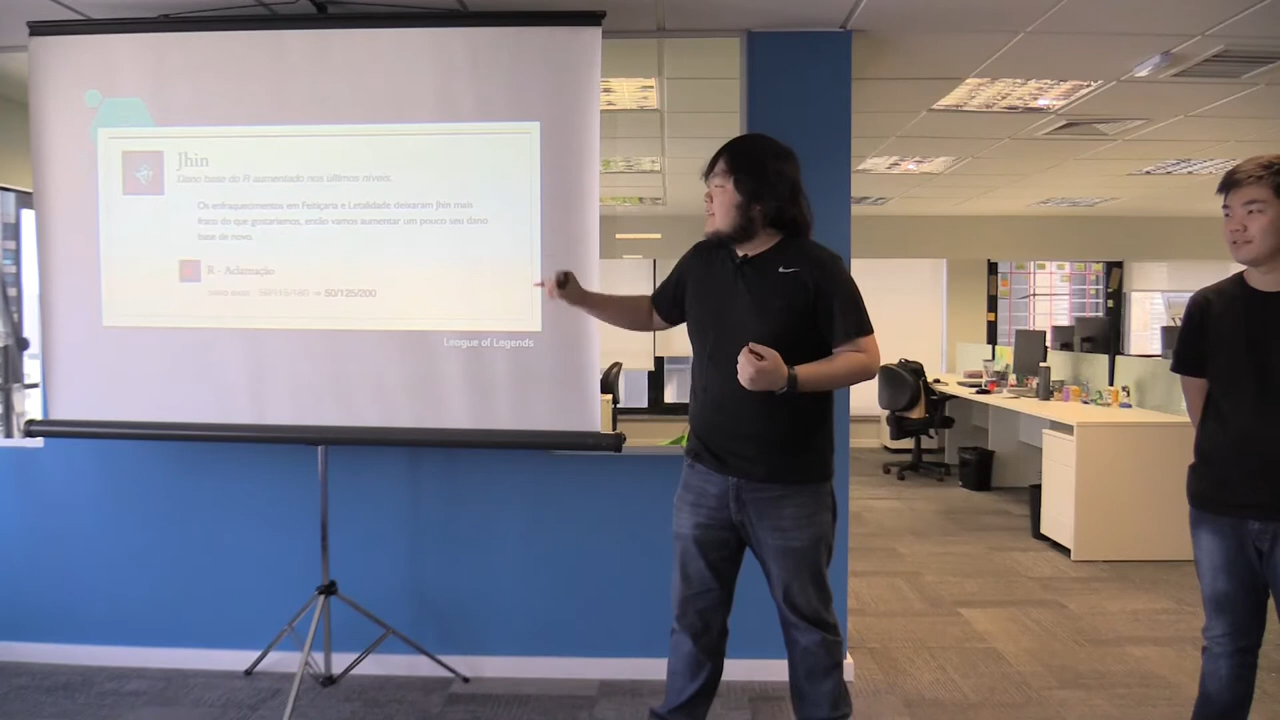 Jhin
Dano base do R aumentado nos últimos níveis.
Os enfraquecimentos em Feitiçaria e Letalidade deixaram Jhin mais
fraco do que gostaríamos, então vamos aumentar um pouco seu dano
base de novo.
R - Aclamação
50/125/200
League of Legends